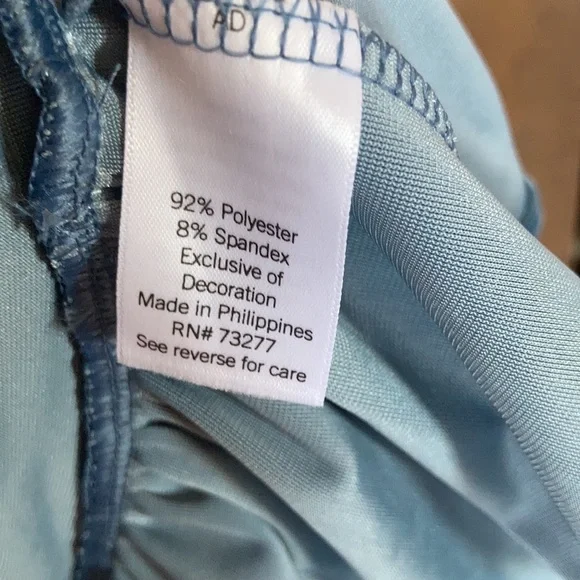 AD
92% Polyester
8% Spandex
Exclusive of
Decoration
Made in Philippines
RN# 73277
See reverse for care